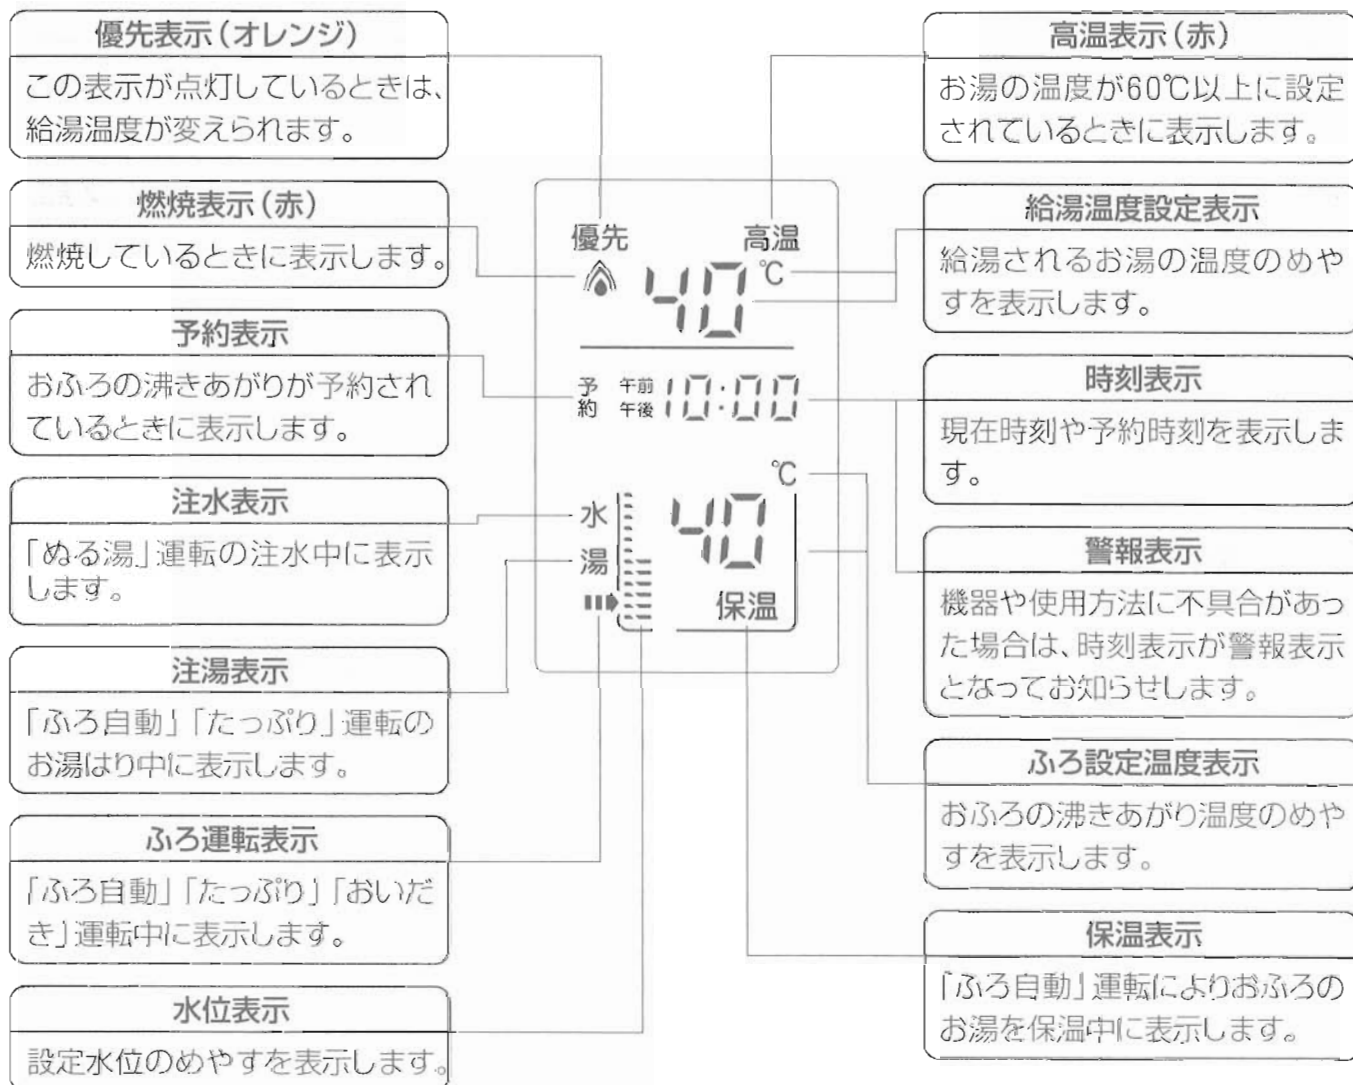 優先表示(オレンジ)
この表示が点灯しているときは、
給湯温度が変えられます。
燃焼表示(赤)
燃焼しているときに表示します。
予約表示
おふろの沸きあがりが予約され
ているときに表示します。
注水表示
「ぬる湯」運転の注水中に表示
します。
注湯表示
「ふろ自動」「たっぷり」運転の
お湯はり中に表示します。
ふろ運転表示
「ふろ自動」「たっぷり」「おいだ
き」運転中に表示します。
水位表示
設定水位のめやすを表示します。
優先 高温
40℃
予約 午前 午後 10:00
℃
水 40
湯
保温
高温表示(赤)
お湯の温度が60℃以上に設定
されているときに表示します。
給湯温度設定表示
給湯されるお湯の温度のめや
すを表示します。
時刻表示
現在時刻や予約時刻を表示しま
す。
警報表示
機器や使用方法に不具合があっ
た場合は、時刻表示が警報表示
となってお知らせします。
ふろ設定温度表示
おふろの沸きあがり温度のめや
すを表示します。
保温表示
「ふろ自動」運転によりおふろの
お湯を保温中に表示します。